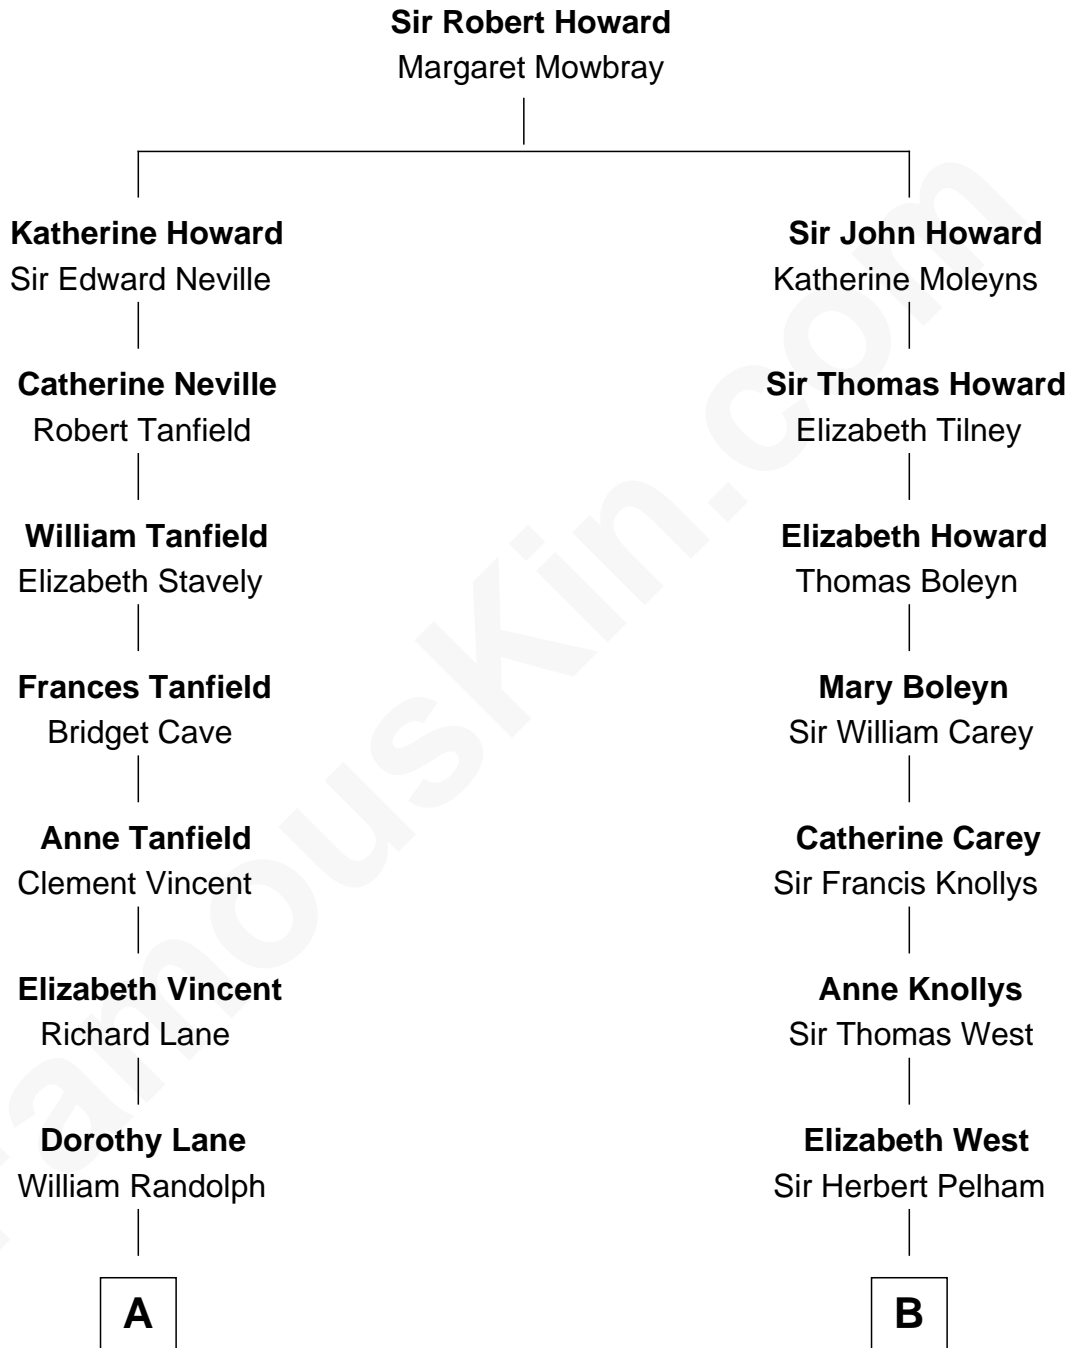 Sir Robert Howard
Margaret Mowbray
Katherine Howard
Sir Edward Neville
Sir John Howard
Katherine Moleyns
Catherine Neville
Robert Tanfield
Sir Thomas Howard
Elizabeth Tilney
William Tanfield
Elizabeth Stavely
Elizabeth Howard
Thomas Boleyn
Frances Tanfield
Bridget Cave
Mary Boleyn
Sir William Carey
Anne Tanfield
Clement Vincent
Catherine Carey
Sir Francis Knollys
Elizabeth Vincent
Richard Lane
Anne Knollys
Sir Thomas West
Dorothy Lane
William Randolph
Elizabeth West
Sir Herbert Pelham
A
B
FamousKin.com